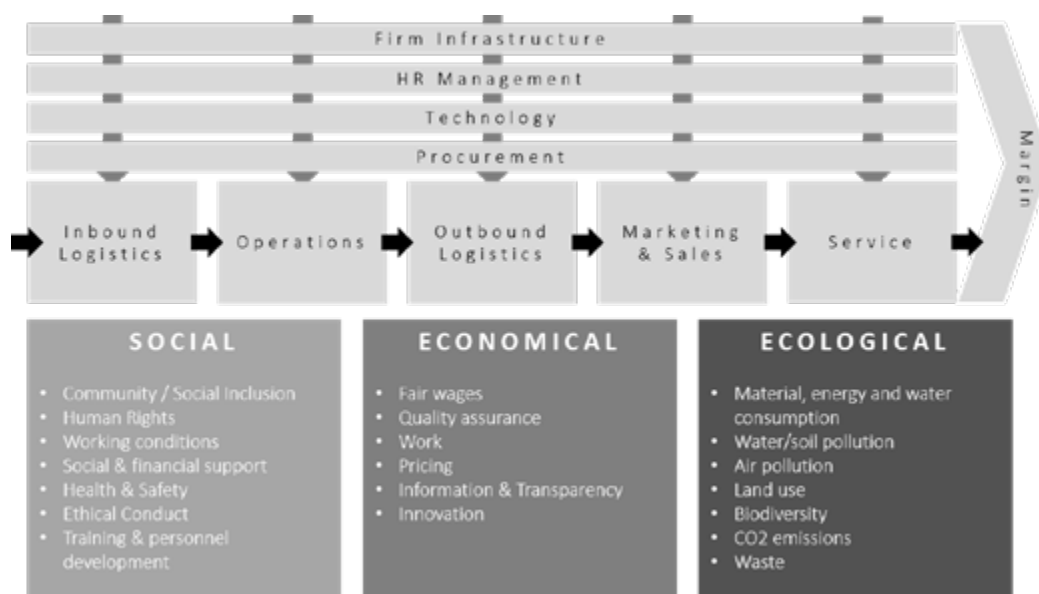 Firm Infrastructure
HR Management
Technology
Procurement
Margin
Inbound
Logistics
Operations
Outbound
Logistics
Marketing
& Sales
Service
SOCIAL
• Community / Social Inclusion
• Human Rights
• Working conditions
• Social & financial support
• Health & Safety
• Ethical Conduct
• Training & personnel
development
ECONOMICAL
• Fair wages
• Quality assurance
• Work
• Pricing
• Information & Transparency
• Innovation
ECOLOGICAL
• Material, energy and water
consumption
• Water/soil pollution
• Air pollution
• Land use
• Biodiversity
• CO2 emissions
• Waste